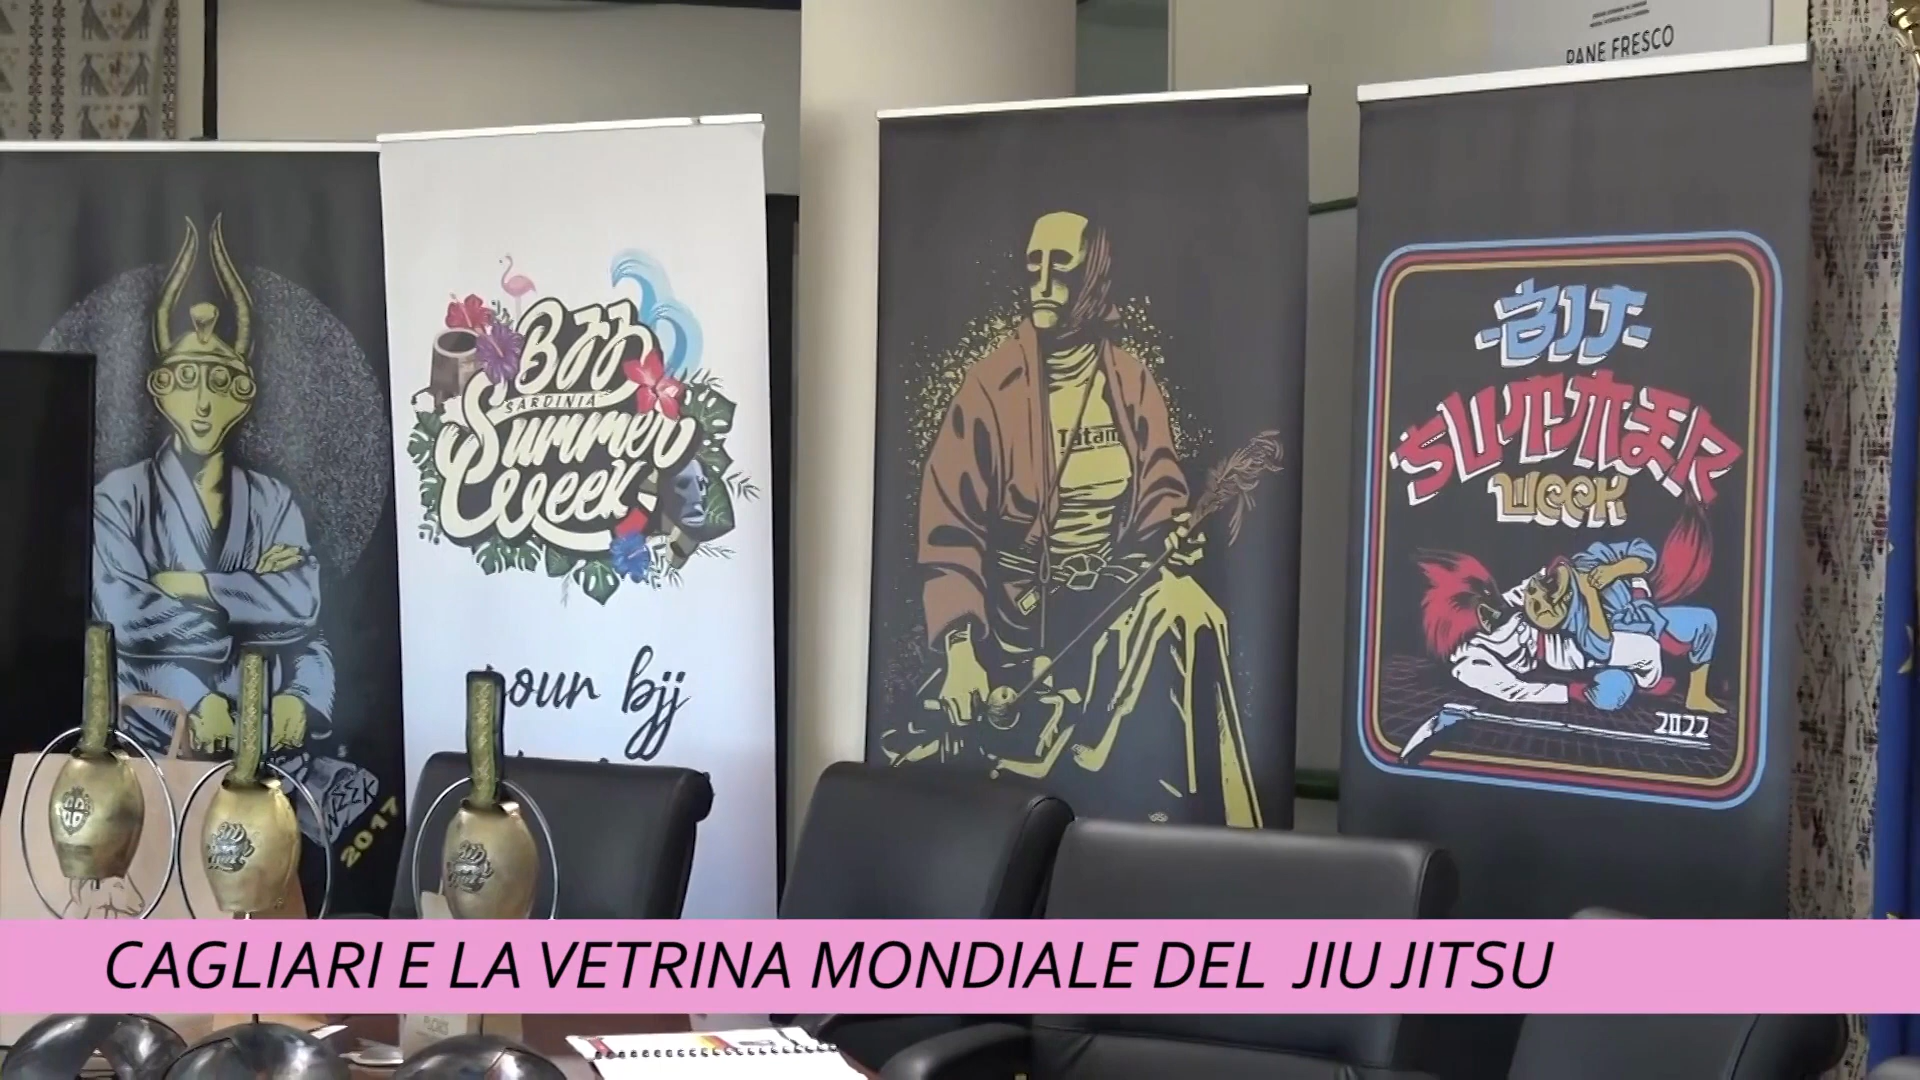 PANE FRESCO
BJJ
SARDINIA
Summer
Week
your bjj
Tatami
BJJ
SUMMER
WEEK
2022
WEEK
2017
CAGLIARI E LA VETRINA MONDIALE DEL JIU JITSU